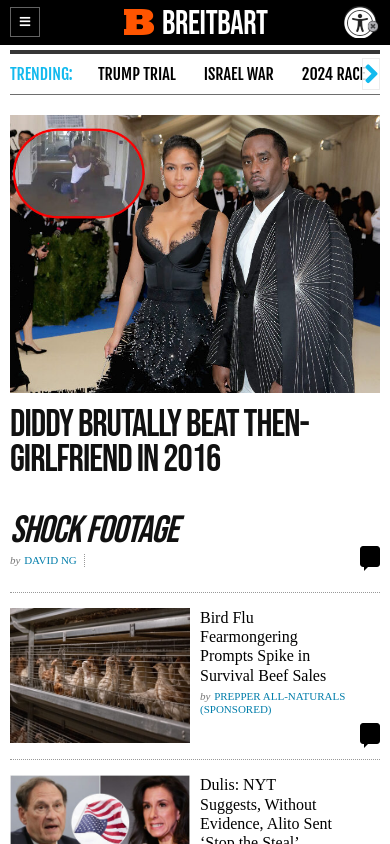 BREITBART
TRENDING:
TRUMP TRIAL
ISRAEL WAR
2024 RACE
DIDDY BRUTALLY BEAT THEN-
GIRLFRIEND IN 2016
SHOCK FOOTAGE
by DAVID NG
Bird Flu
Fearmongering
Prompts Spike in
Survival Beef Sales
by PREPPER ALL-NATURALS
(SPONSORED)
Dulis: NYT
Suggests, Without
Evidence, Alito Sent
‘Stop the Steal’